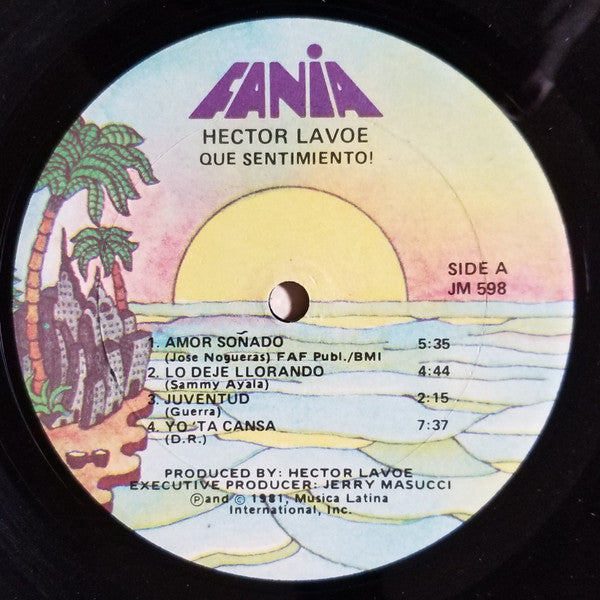 FANIA
HECTOR LAVOE
QUE SENTIMIENTO!
SIDE A
JM 598
1. AMOR SOÑADO 5:35
(Jose Nogueras) FAF Publ./BMI
2. LO DEJE LLORANDO 4:44
(Sammy Ayala)
3. JUVENTUD 2:15
(Guerra)
4. YO 'TA CANSA 7:37
(D.R.)
PRODUCED BY: HECTOR LAVOE
EXECUTIVE PRODUCER: JERRY MASUCCI
Ⓟand © 1981, Musica Latina
International, Inc.